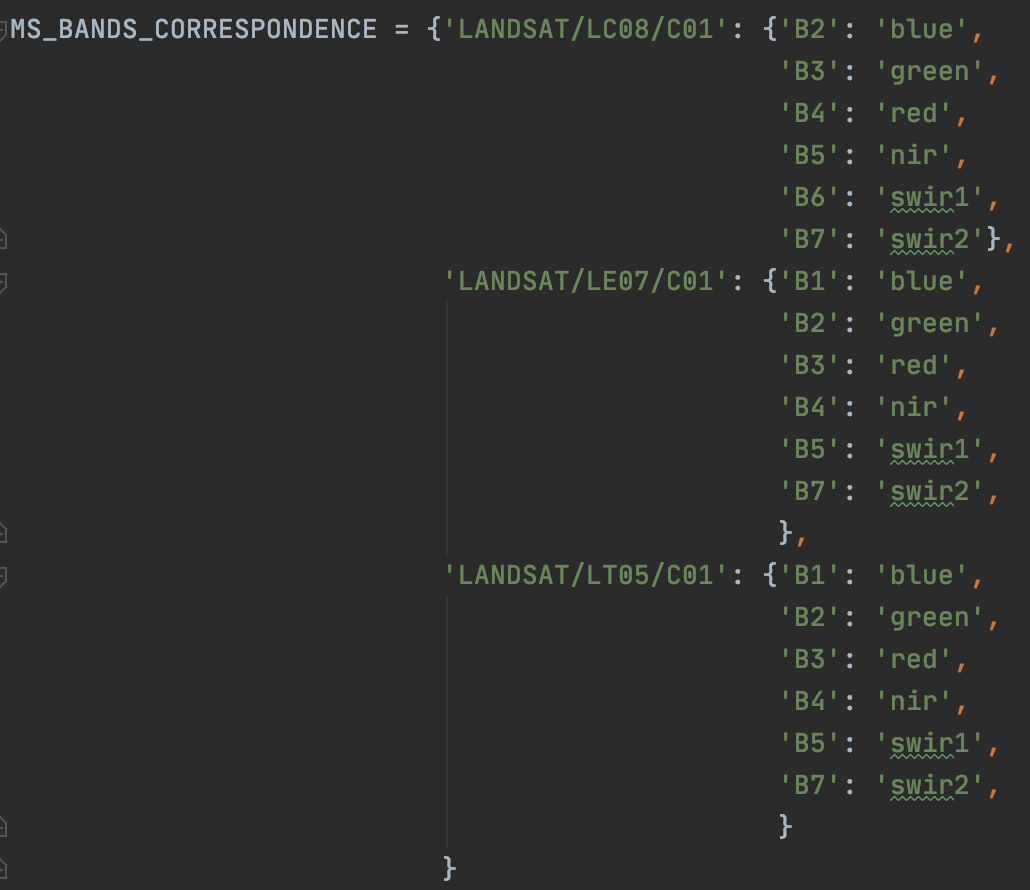 MS_BANDS_CORRESPONDENCE = {'LANDSAT/LC08/C01': {'B2': 'blue',
'B3': 'green',
'B4': 'red',
'B5': 'nir',
'B6': 'swir1',
'B7': 'swir2'},
'LANDSAT/LE07/C01': {'B1': 'blue',
'B2': 'green',
'B3': 'red',
'B4': 'nir',
'B5': 'swir1',
'B7': 'swir2',
},
'LANDSAT/LT05/C01': {'B1': 'blue',
'B2': 'green',
'B3': 'red',
'B4': 'nir',
'B5': 'swir1',
'B7': 'swir2',
}
}